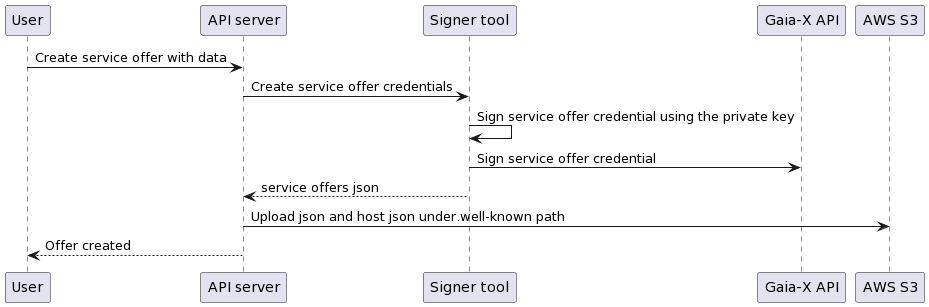 User
API server
Signer tool
Gaia-X API
AWS S3
Create service offer with data
Create service offer credentials
Sign service offer credential using the private key
Sign service offer credential
service offers json
Upload json and host json under.well-known path
Offer created
User
API server
Signer tool
Gaia-X API
AWS S3